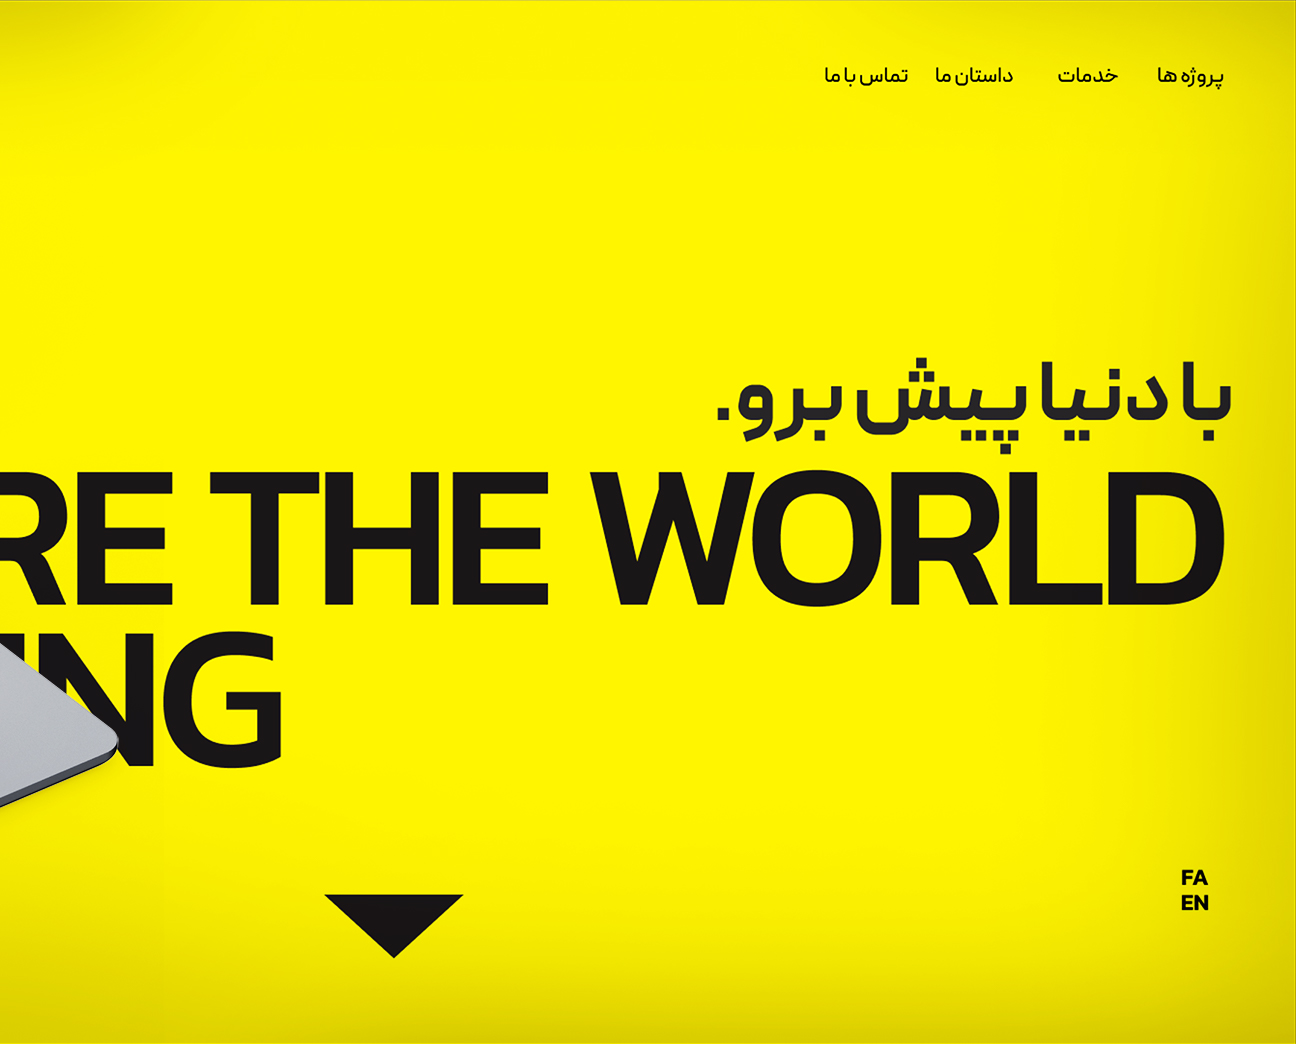 پروژه ها خدمات داستان ما تماس با ما
با دنیا پیش برو.
RE THE WORLD
NG
FA
EN